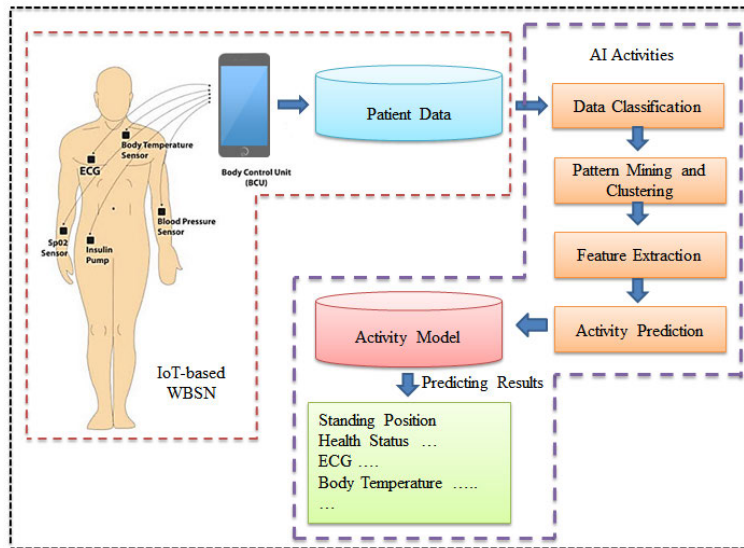 Body Temperature
Sensor
ECG
Sp02
Sensor
Insulin
Pump
Blood Pressure
Sensor
IoT-based
WBSN
Body Control Unit
(BCU)
Patient Data
AI Activities
Data Classification
Pattern Mining and
Clustering
Feature Extraction
Activity Prediction
Activity Model
Predicting Results
Standing Position
Health Status …
ECG ….
Body Temperature …..
…